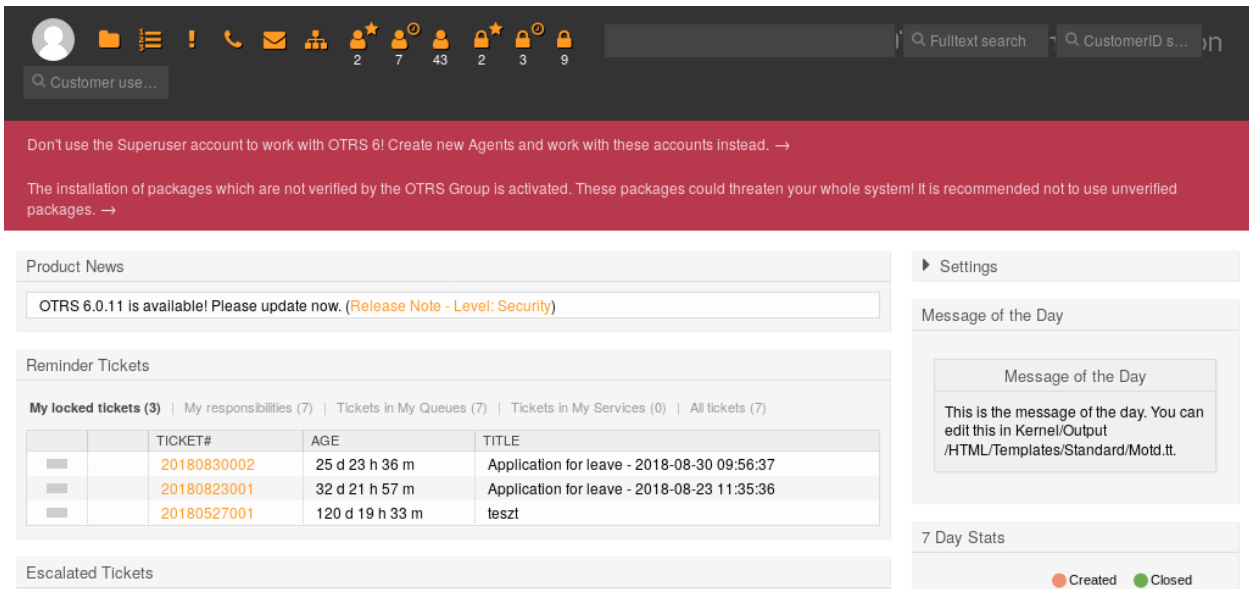 2 7 43 2 3 9
Fulltext search
CustomerID s...
on
Customer use...
Don't use the Superuser account to work with OTRS 6! Create new Agents and work with these accounts instead. →
The installation of packages which are not verified by the OTRS Group is activated. These packages could threaten your whole system! It is recommended not to use unverified
packages. →
Product News
OTRS 6.0.11 is available! Please update now. (Release Note - Level: Security)
Reminder Tickets
My locked tickets (3) | My responsibilities (7) | Tickets in My Queues (7) | Tickets in My Services (0) | All tickets (7)
TICKET# AGE TITLE
20180830002 25 d 23 h 36 m Application for leave - 2018-08-30 09:56:37
20180823001 32 d 21 h 57 m Application for leave - 2018-08-23 11:35:36
20180527001 120 d 19 h 33 m teszt
Escalated Tickets
Settings
Message of the Day
Message of the Day
This is the message of the day. You can
edit this in Kernel/Output
/HTML/Templates/Standard/Motd.tt.
7 Day Stats
Created Closed